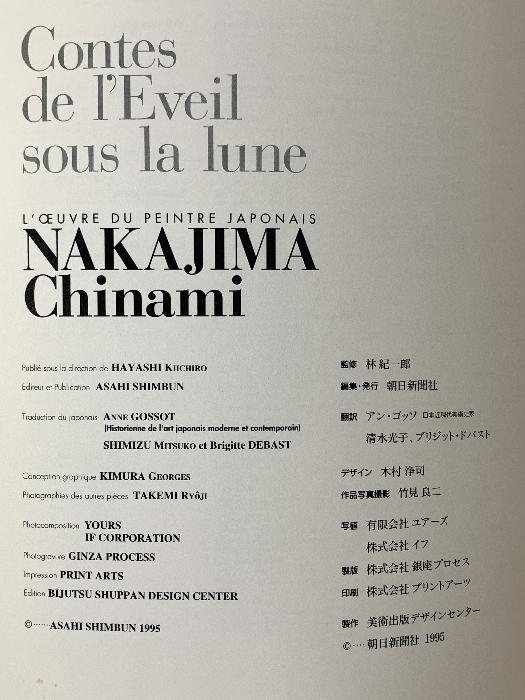 Contes
de l'Eveil
sous la lune
L'ŒUVRE DU PEINTRE JAPONAIS
NAKAJIMA
Chinami
Publié sous la direction de HAYASHI KIICHIRO
Editeur et Publication ASAHI SHIMBUN
Traduction du japonais ANNE GOSSOT
(Historienne de l'art japonais moderne et contemporain)
SHIMIZU MITSUKO et Brigitte DEBAST
Conception graphique KIMURA GEORGES
Photographies des autres pièces TAKEMI RYÔJI
Photocomposition YOURS
IF CORPORATION
Photogravure GINZA PROCESS
Impression PRINT ARTS
Edition BIJUTSU SHUPPAN DESIGN CENTER
©······ASAHI SHIMBUN 1995
監修 林 紀一郎
編集・発行 朝日新聞社
翻訳 アン・ゴッソ 日本近現代美術史家
清水光子、ブリジット・ドバスト
デザイン 木村 浄司
作品写真撮影 竹見 良二
写植 有限会社 ユアーズ
株式会社 イフ
製版 株式会社 銀座プロセス
印刷 株式会社 プリントアーツ
製作 美術出版デザインセンター
©···· 朝日新聞社 1995